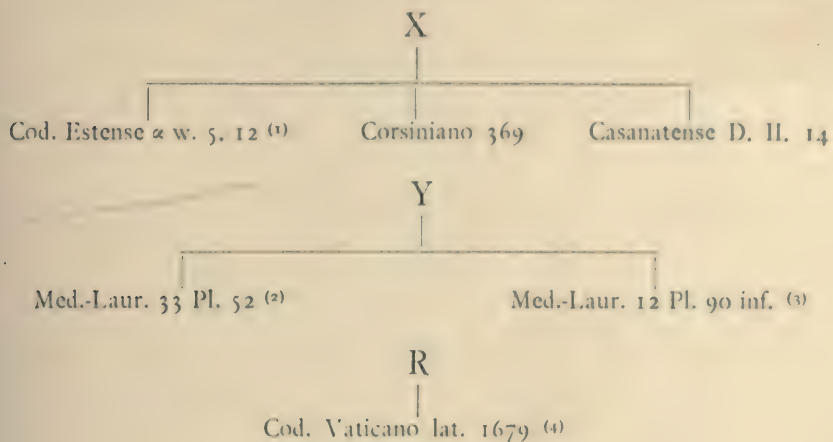 X
Cod. Estense α w. 5. 12 (1) Corsiniano 369 Casanatense D. II. 14
Y
Med.-Laur. 33 Pl. 52 (2) Med.-Laur. 12 Pl. 90 inf. (3)
R
Cod. Vaticano lat. 1679 (4)